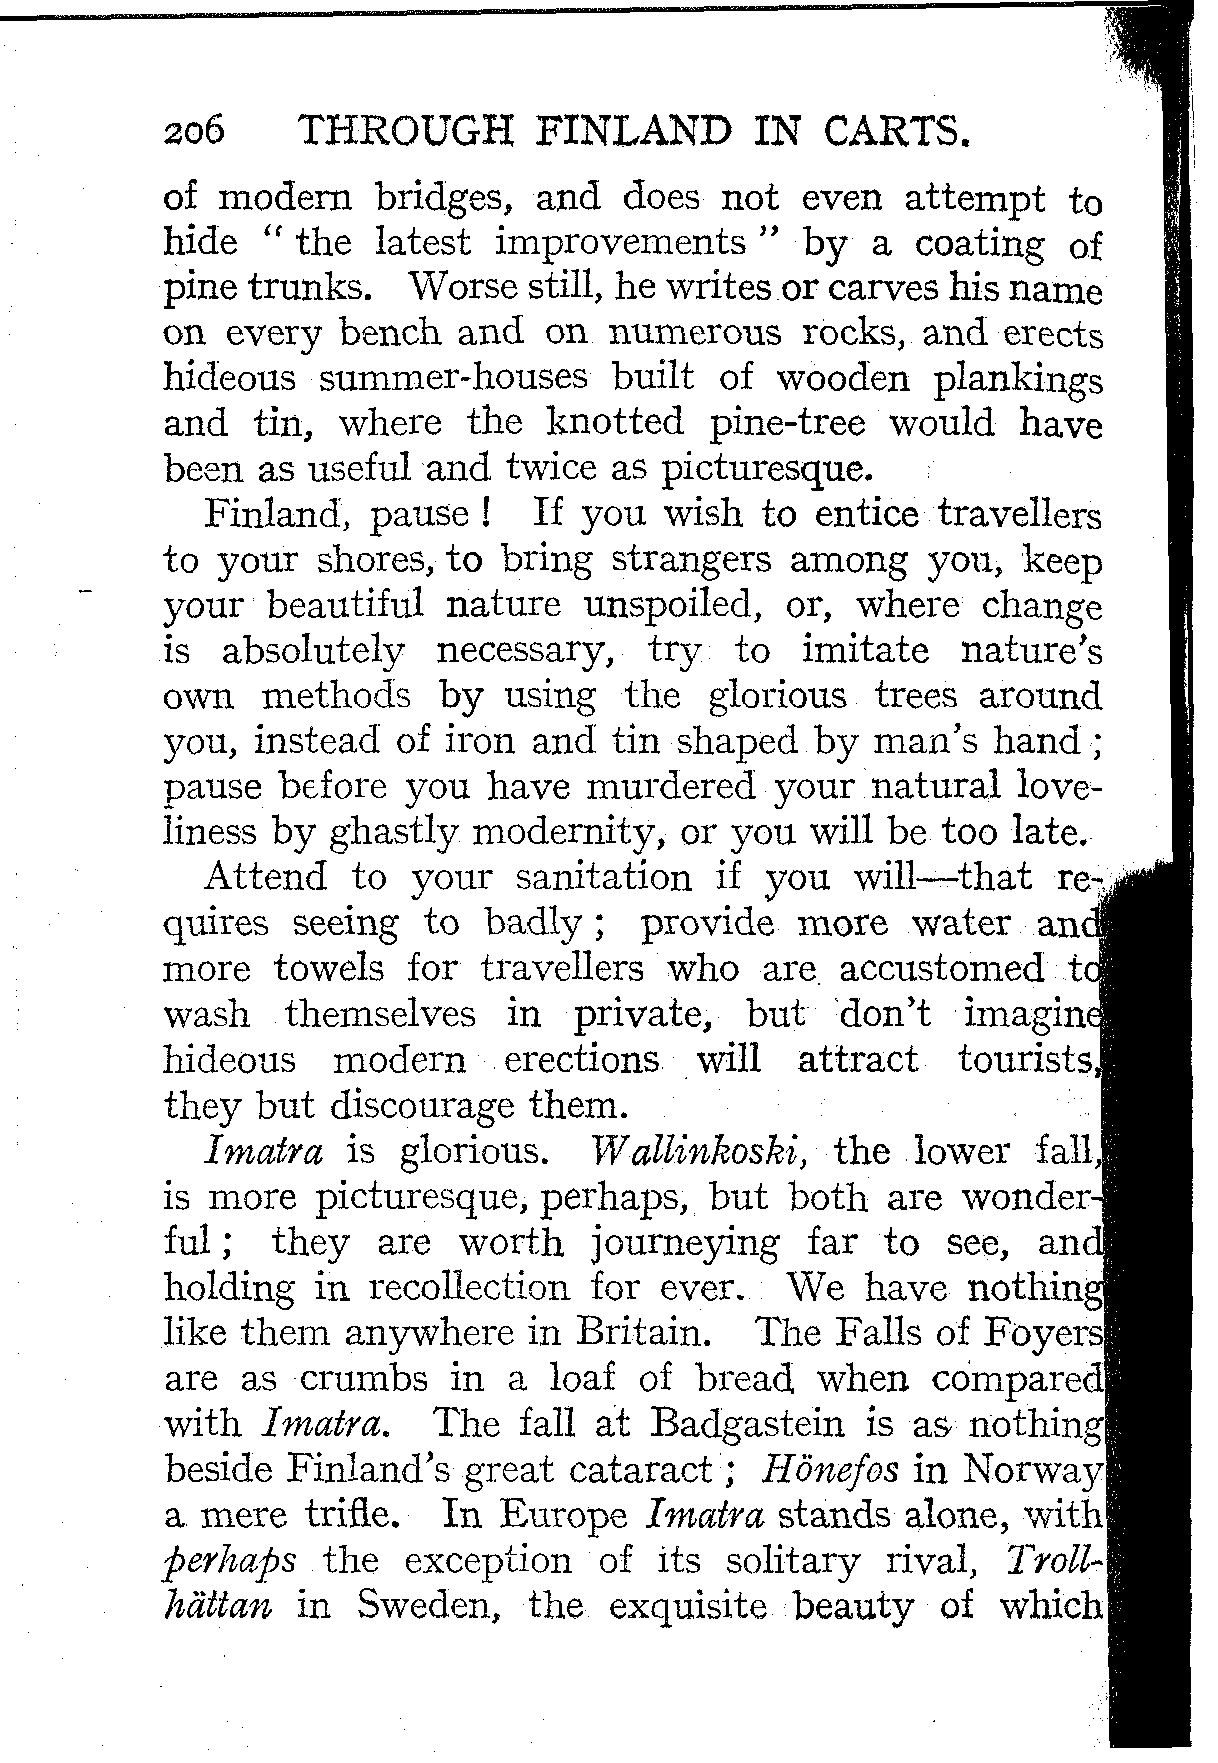 206 THROUGH FINLAND IN CARTS.
of modern bridges, and does not even attempt to
hide " the latest improvements " by a coating of
pine trunks. Worse still, he writes or carves his name
on every bench and on numerous rocks, and erects
hideous summer-houses built of wooden plankings
and tin, where the knotted pine-tree would have
been as useful and twice as picturesque.
Finland, pause ! If you wish to entice travellers
to your shores, to bring strangers among you, keep
your beautiful nature unspoiled, or, where change
is absolutely necessary, try to imitate nature's
own methods by using the glorious trees around
you, instead of iron and tin shaped by man's hand ;
pause before you have murdered your natural love-
liness by ghastly modernity, or you will be too late.
Attend to your sanitation if you will—that re-
quires seeing to badly ; provide more water and
more towels for travellers who are accustomed to
wash themselves in private, but don't imagine
hideous modern erections will attract tourists,
they but discourage them.
Imatra is glorious. Wallinkoski, the lower fall,
is more picturesque, perhaps, but both are wonder-
ful ; they are worth journeying far to see, and
holding in recollection for ever. We have nothing
like them anywhere in Britain. The Falls of Foyers
are as crumbs in a loaf of bread when compared
with Imatra. The fall at Badgastein is as nothing
beside Finland's great cataract ; Hönefos in Norway
a mere trifle. In Europe Imatra stands alone, with
perhaps the exception of its solitary rival, Troll-
hättan in Sweden, the exquisite beauty of which